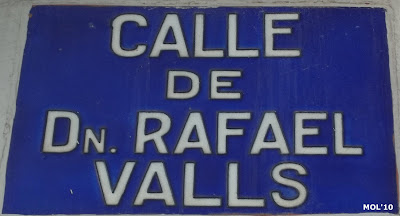 CALLE
DE
DN. RAFAEL
VALLS
MOL'10